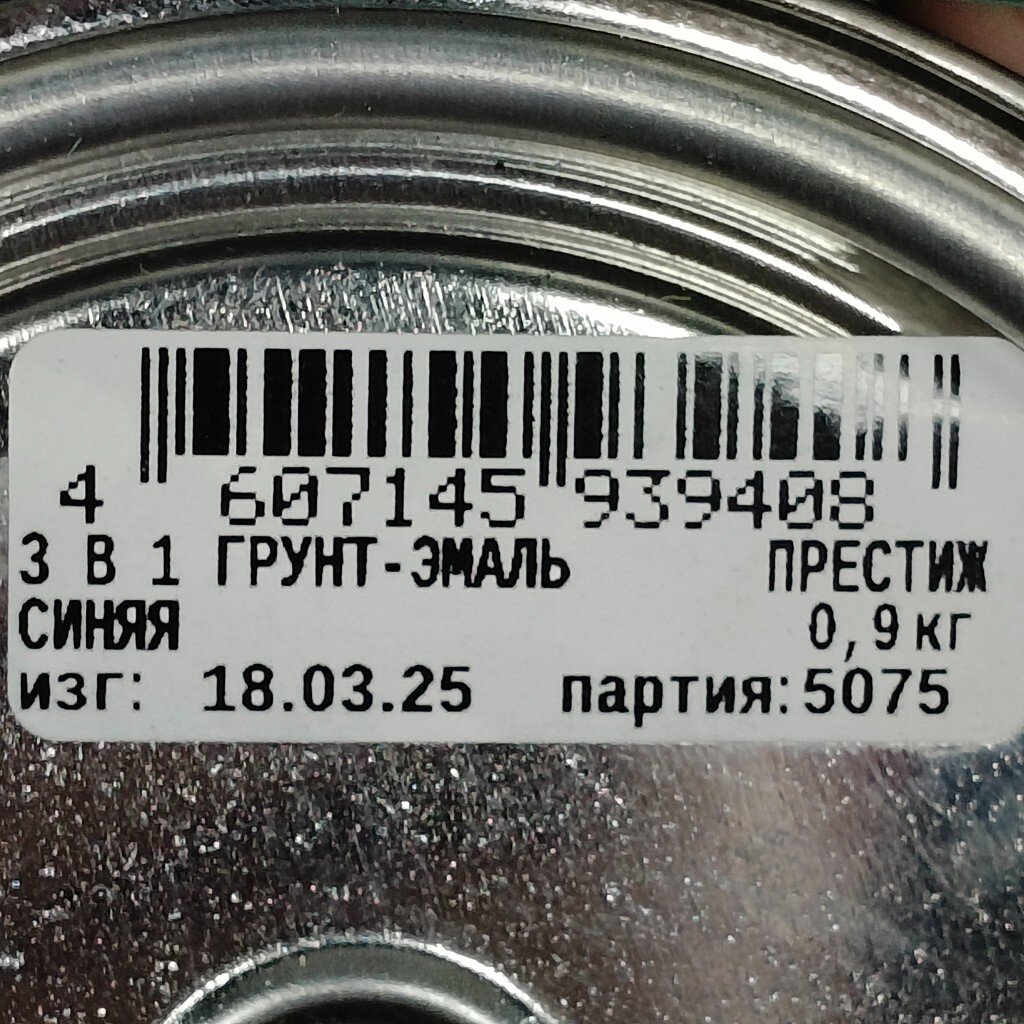 4 607145 939408
3 В 1 ГРУНТ-ЭМАЛЬ ПРЕСТИЖ
СИНЯЯ 0,9кг
изг: 18.03.25 партия:5075